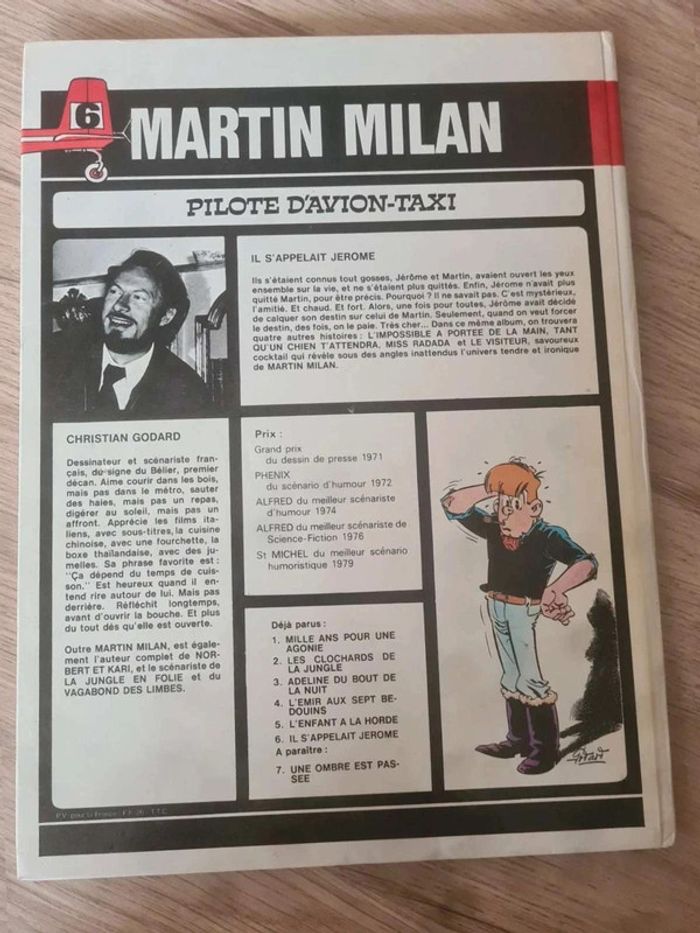 6
MARTIN MILAN
PILOTE D'AVION-TAXI
IL S'APPELAIT JEROME
Ils s'étaient connus tout gosses, Jérôme et Martin, avaient ouvert les yeux
ensemble sur la vie, et ne s'étaient plus quittés. Enfin, Jérome n'avait plus
quitté Martin, pour être précis. Pourquoi ? Il ne savait pas. C'est mystérieux,
l'amitié. Et chaud. Et fort. Alors, une fois pour toutes, Jérôme avait décidé
de calquer son destin sur celui de Martin. Seulement, quand on veut forcer
le destin, des fois, on le paie. Très cher... Dans ce même album, on trouvera
quatre autres histoires : L'IMPOSSIBLE A PORTEE DE LA MAIN, TANT
QU'UN CHIEN T'ATTENDRA, MISS RADADA et LE VISITEUR, savoureux
cocktail qui révèle sous des angles inattendus l'univers tendre et ironique
de MARTIN MILAN.
CHRISTIAN GODARD
Dessinateur et scénariste fran-
çais, du signe du Bélier, premier
décan. Aime courir dans les bois,
mais pas dans le métro, sauter
des haies, mais pas un repas,
digérer au soleil, mais pas un
affront. Apprécie les films ita-
liens, avec sous-titres, la cuisine
chinoise, avec une fourchette, la
boxe thaïlandaise, avec des ju-
melles. Sa phrase favorite est :
"Ça dépend du temps de cuis-
son." Est heureux quand il en-
tend rire autour de lui. Mais pas
derrière. Réfléchit longtemps,
avant d'ouvrir la bouche. Et plus
du tout dès qu'elle est ouverte.
Outre MARTIN MILAN, est égale-
ment l'auteur complet de NOR-
BERT ET KARI, et le scénariste de
LA JUNGLE EN FOLIE et du
VAGABOND DES LIMBES.
Prix :
Grand prix
du dessin de presse 1971
PHENIX
du scénario d'humour 1972
ALFRED du meilleur scénariste
d'humour 1974
ALFRED du meilleur scénariste de
Science-Fiction 1976
St MICHEL du meilleur scénario
humoristique 1979
Déjà parus :
1. MILLE ANS POUR UNE
AGONIE
2. LES CLOCHARDS DE
LA JUNGLE
3. ADELINE DU BOUT DE
LA NUIT
4. L'EMIR AUX SEPT BE-
DOUINS
5. L'ENFANT A LA HORDE
6. IL S'APPELAIT JEROME
A paraître :
7. UNE OMBRE EST PAS-
SEE
Godard